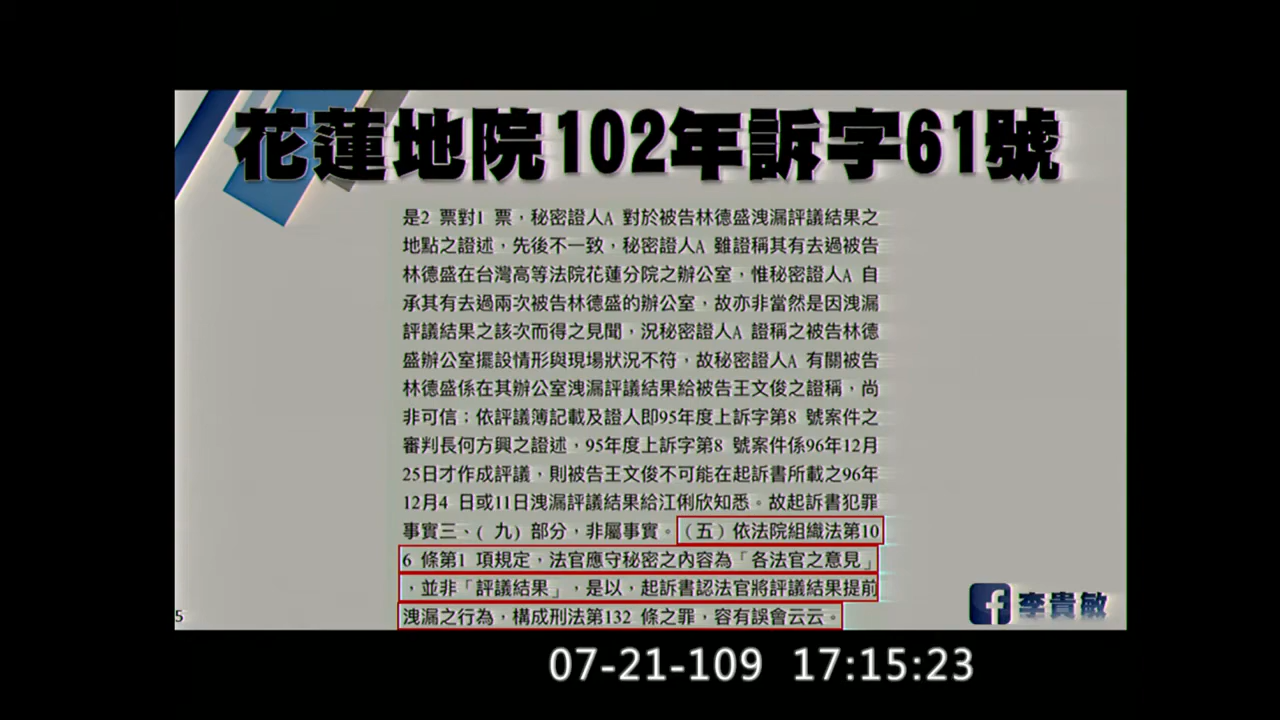 花蓮地院102年訴字61號
是2 票對1 票，秘密證人A 對於被告林德盛洩漏評議結果之
地點之證述，先後不一致，秘密證人A 雖證稱其有去過被告
林德盛在台灣高等法院花蓮分院之辦公室，惟秘密證人A 自
承其有去過兩次被告林德盛的辦公室，故亦非當然是因洩漏
評議結果之該次而得之見聞，況秘密證人A 證稱之被告林德
盛辦公室擺設情形與現場狀況不符，故秘密證人A 有關被告
林德盛係在其辦公室洩漏評議結果給被告王文俊之證稱，尚
非可信；依評議簿記載及證人即95年度上訴字第8 號案件之
審判長何方興之證述，95年度上訴字第8 號案件係96年12月
25日才作成評議，則被告王文俊不可能在起訴書所載之96年
12月4 日或11日洩漏評議結果給江俐欣知悉。故起訴書犯罪
事實三、( 九) 部分，非屬事實。（五）依法院組織法第10
6 條第1 項規定，法官應守秘密之內容為「各法官之意見」
，並非「評議結果」，是以，起訴書認法官將評議結果提前
洩漏之行為，構成刑法第132 條之罪，容有誤會云云。
李貴敏
5
07-21-109 17:15:23